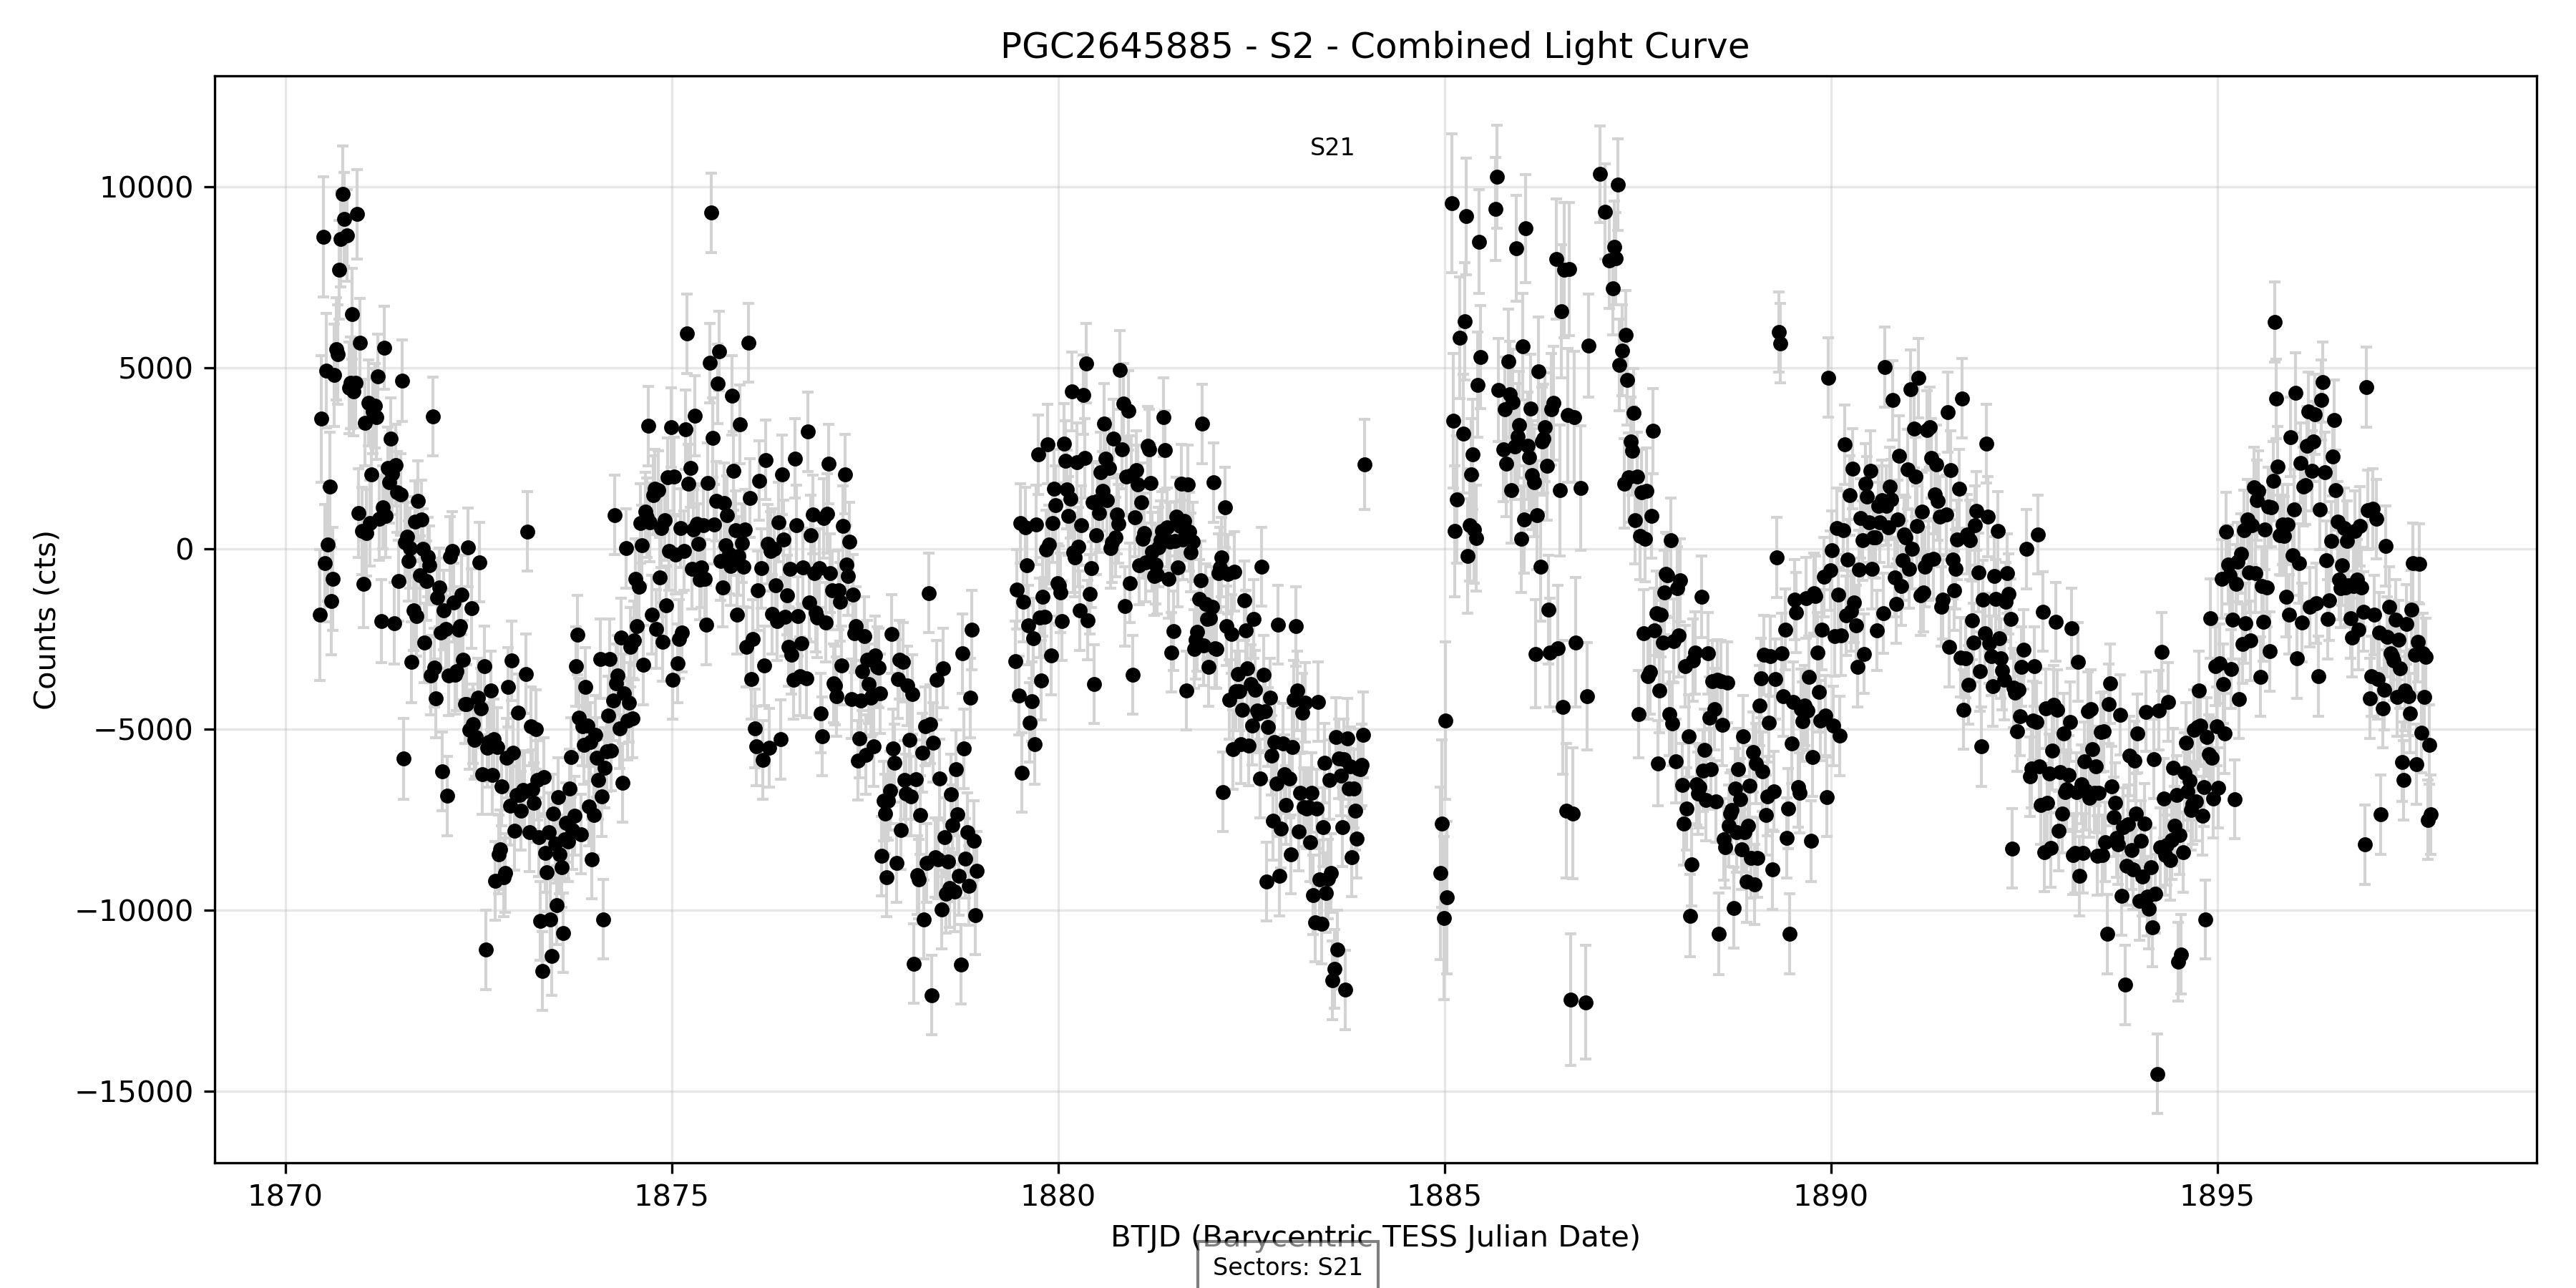 PGC2645885 - S2 - Combined Light Curve
S21
10000
5000
0
−5000
−10000
−15000
Counts (cts)
1870
1875
1880
1885
1890
1895
BTJD (Barycentric TESS Julian Date)
Sectors: S21